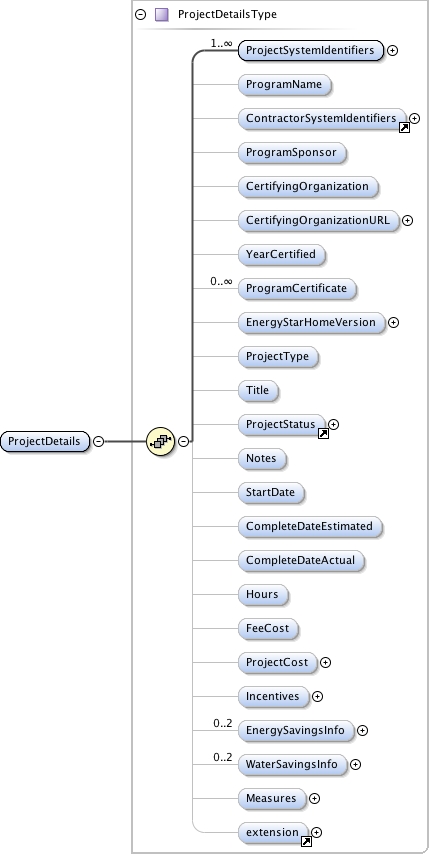 ProjectDetailsType
1..∞
ProjectSystemIdentifiers
ProgramName
ContractorSystemIdentifiers
ProgramSponsor
CertifyingOrganization
CertifyingOrganizationURL
YearCertified
0..∞
ProgramCertificate
EnergyStarHomeVersion
ProjectType
Title
ProjectStatus
ProjectDetails
Notes
StartDate
CompleteDateEstimated
CompleteDateActual
Hours
FeeCost
ProjectCost
Incentives
0..2
EnergySavingsInfo
0..2
WaterSavingsInfo
Measures
extension